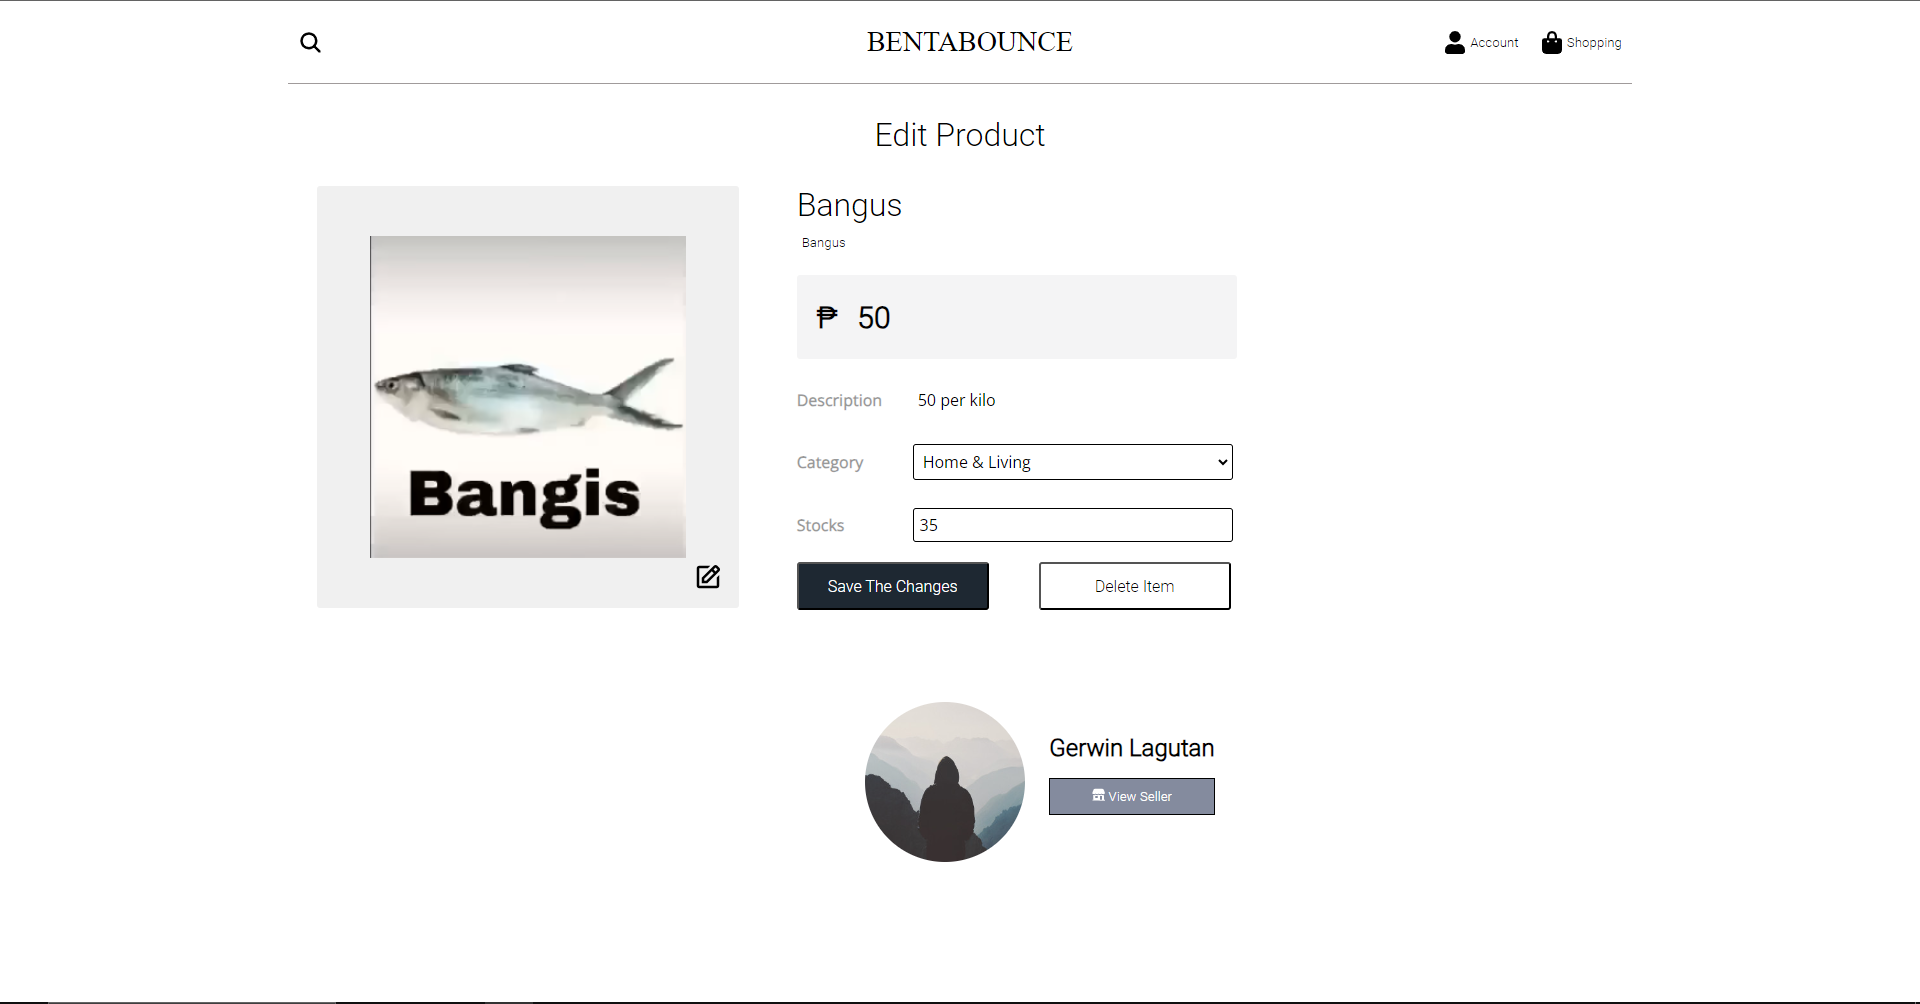 BENTABOUNCE
Account
Shopping
Edit Product
Bangis
Bangus
Bangus
₱ 50
Description 50 per kilo
Category Home & Living
Stocks 35
Save The Changes
Delete Item
Gerwin Lagutan
View Seller